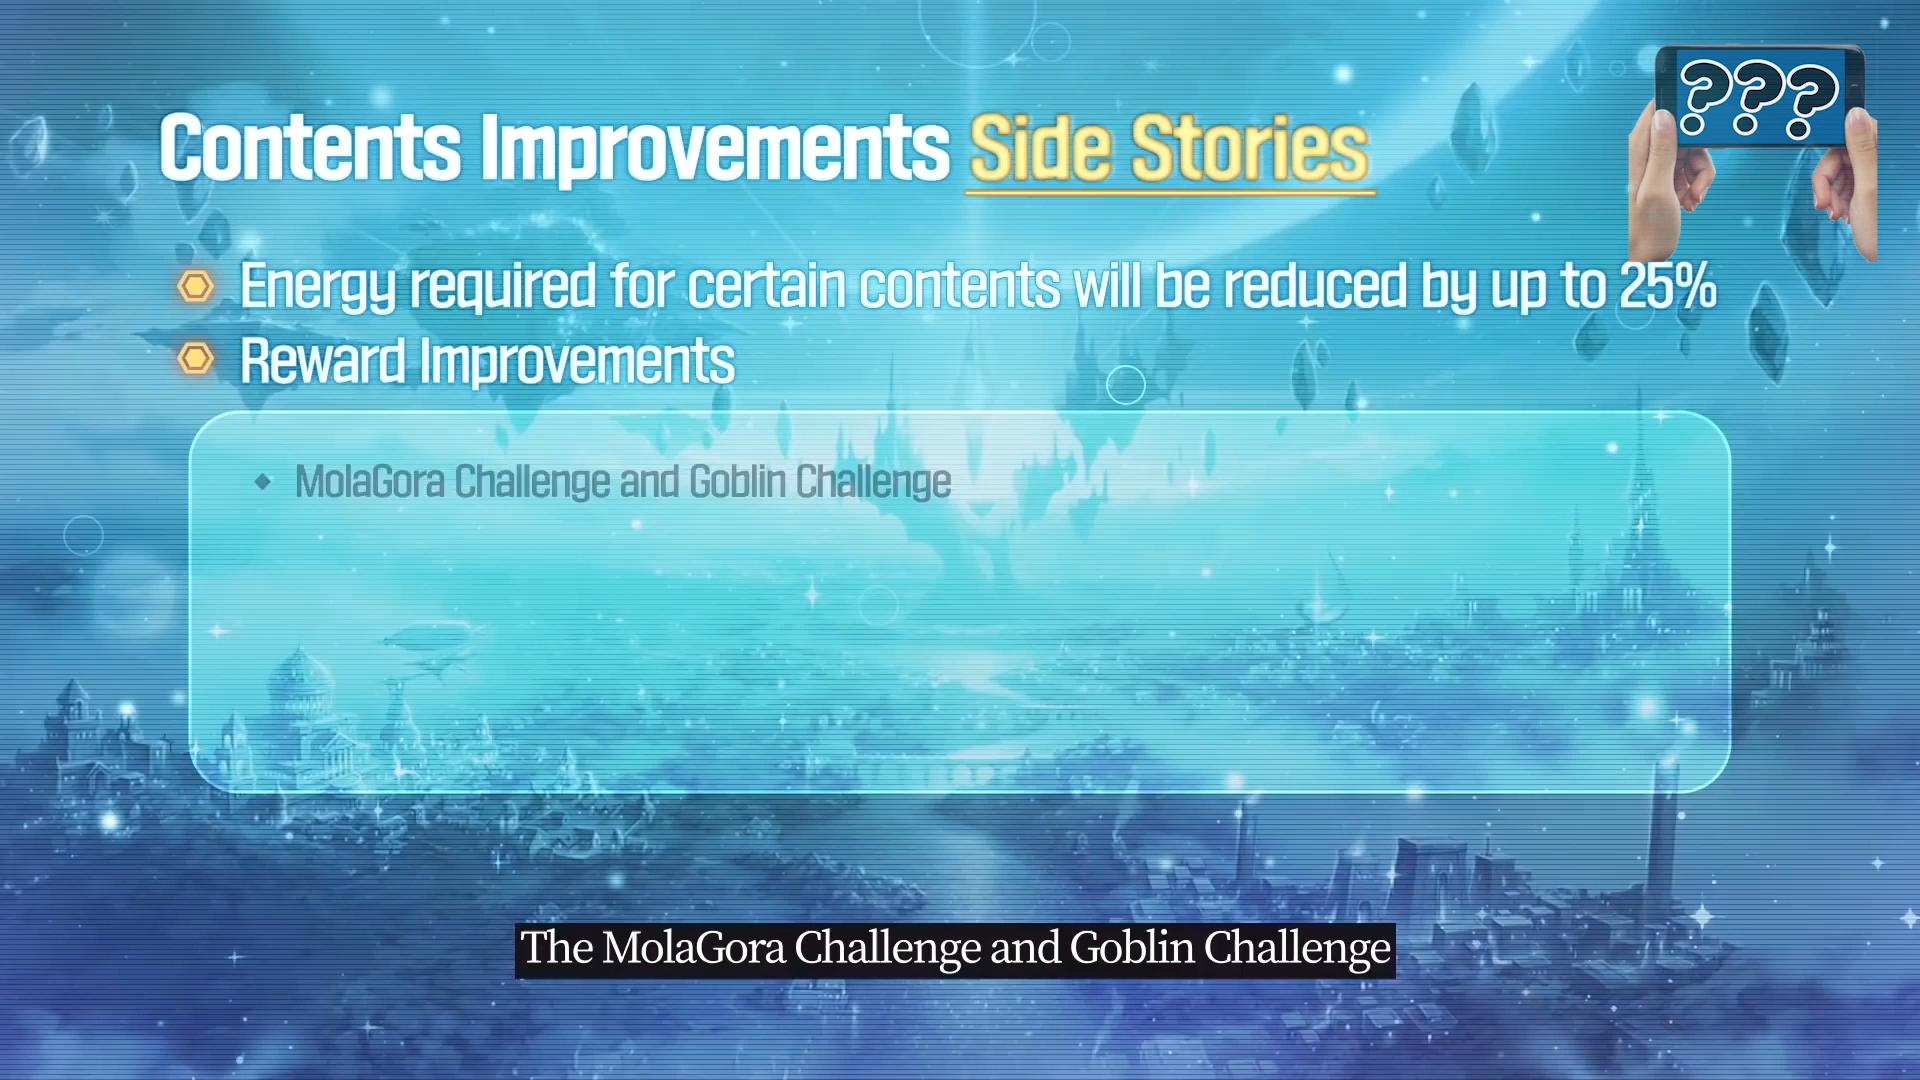 ???
Contents Improvements Side Stories
Energy required for certain contents will be reduced by up to 25%
Reward Improvements
MolaGora Challenge and Goblin Challenge
The MolaGora Challenge and Goblin Challenge